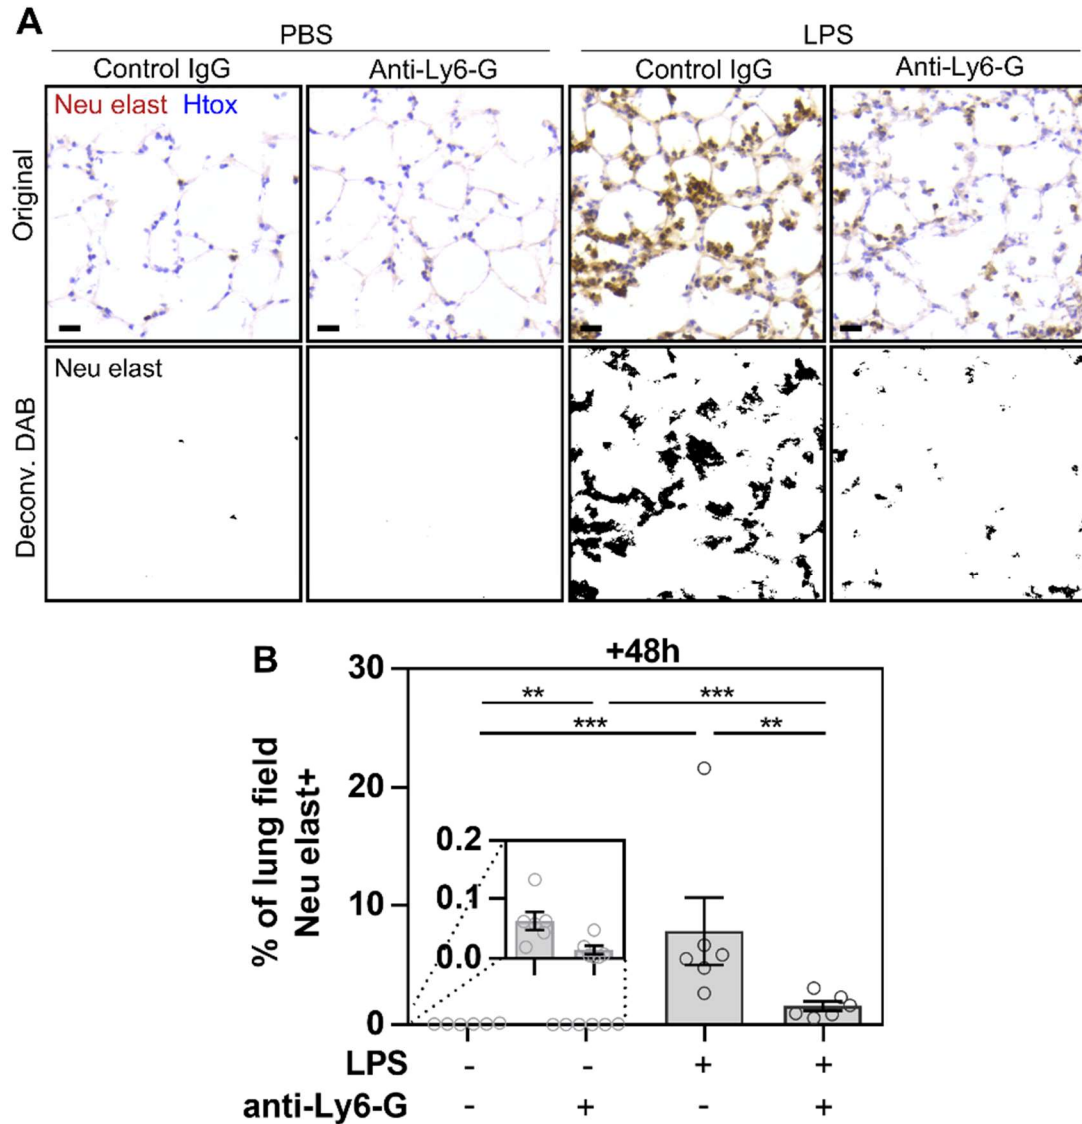 A
PBS LPS
Control IgG Anti-Ly6-G Control IgG Anti-Ly6-G
Original
Neu elast Htox
Deconv. DAB
Neu elast
B
+48h
% of lung field
Neu elast+
30
20
10
0
** ***
*** **
0.2
0.1
0.0
LPS - - + +
anti-Ly6-G - + - +